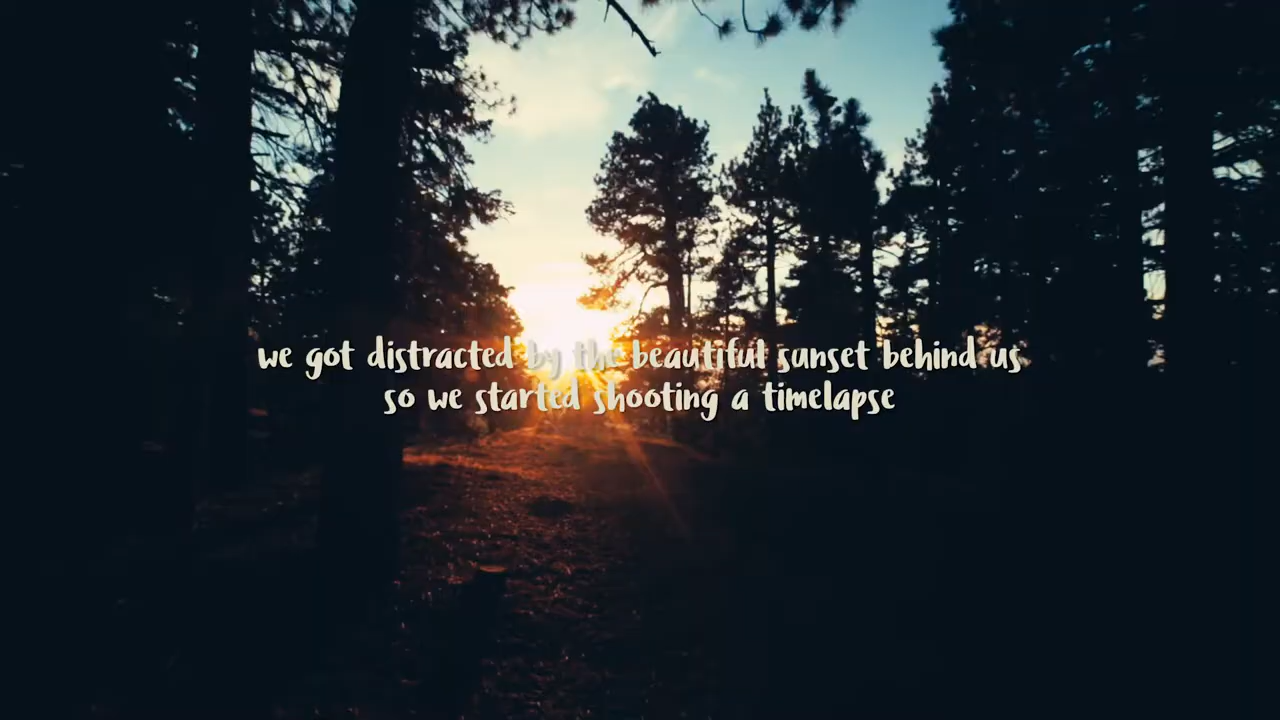 we got distracted by the beautiful sunset behind us
so we started shooting a timelapse